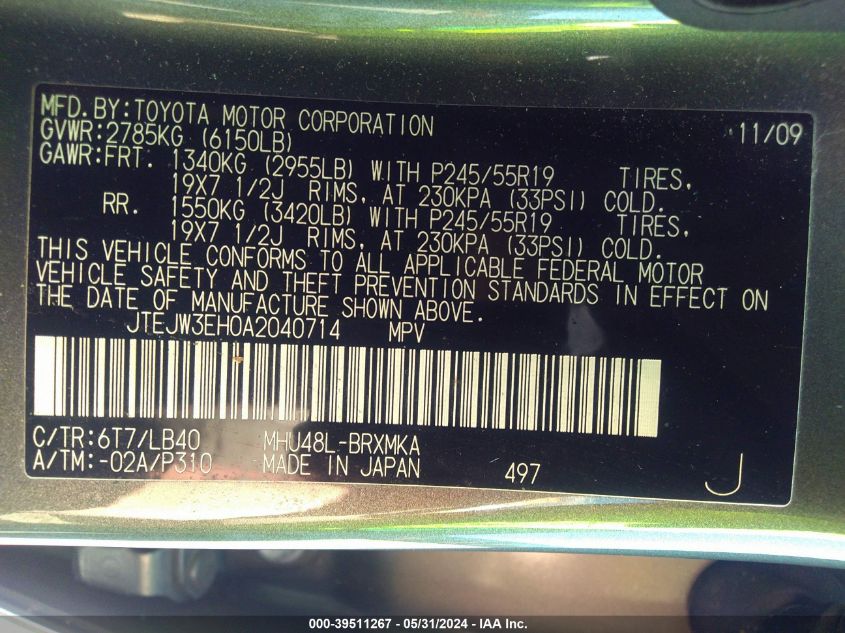 MFD.BY:TOYOTA MOTOR CORPORATION 11/09
GVWR:2785KG (6150LB)
GAWR:FRT. 1340KG (2955LB) WITH P245/55R19 TIRES,
19X7 1/2J RIMS, AT 230KPA (33PSI) COLD.
RR. 1550KG (3420LB) WITH P245/55R19 TIRES,
19X7 1/2J RIMS, AT 230KPA (33PSI) COLD.
THIS VEHICLE CONFORMS TO ALL APPLICABLE FEDERAL MOTOR
VEHICLE SAFETY AND THEFT PREVENTION STANDARDS IN EFFECT ON
THE DATE OF MANUFACTURE SHOWN ABOVE.
JTEJW3EH0A2040714 MPV
C/TR:6T7/LB40 MHU48L-BRXMKA
A/TM:-02A/P310 MADE IN JAPAN 497 J
000-39511267 - 05/31/2024 - IAA Inc.